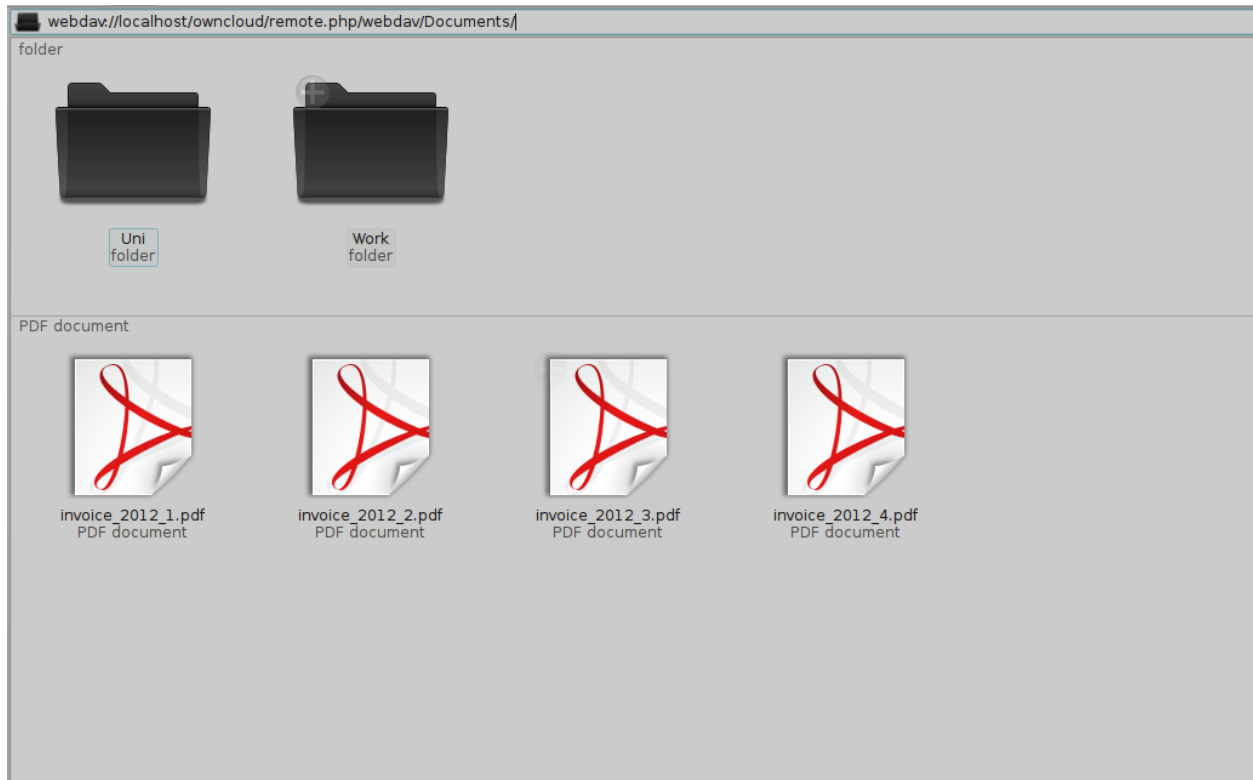 webdav://localhost/owncloud/remote.php/webdav/Documents/
folder
Uni
folder
Work
folder
PDF document
invoice_2012_1.pdf
PDF document
invoice_2012_2.pdf
PDF document
invoice_2012_3.pdf
PDF document
invoice_2012_4.pdf
PDF document